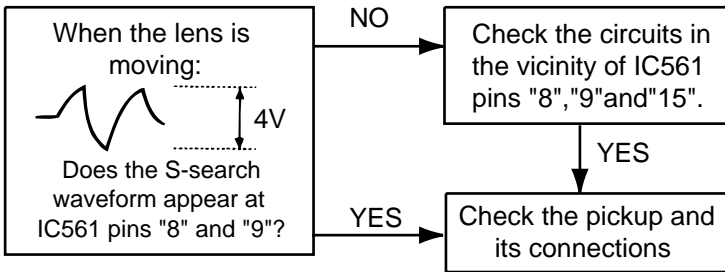 When the lens is
moving:
4V
Does the S-search
waveform appear at
IC561 pins "8" and "9"?
NO
Check the circuits in
the vicinity of IC561
pins "8","9"and"15".
YES
YES
Check the pickup and
its connections